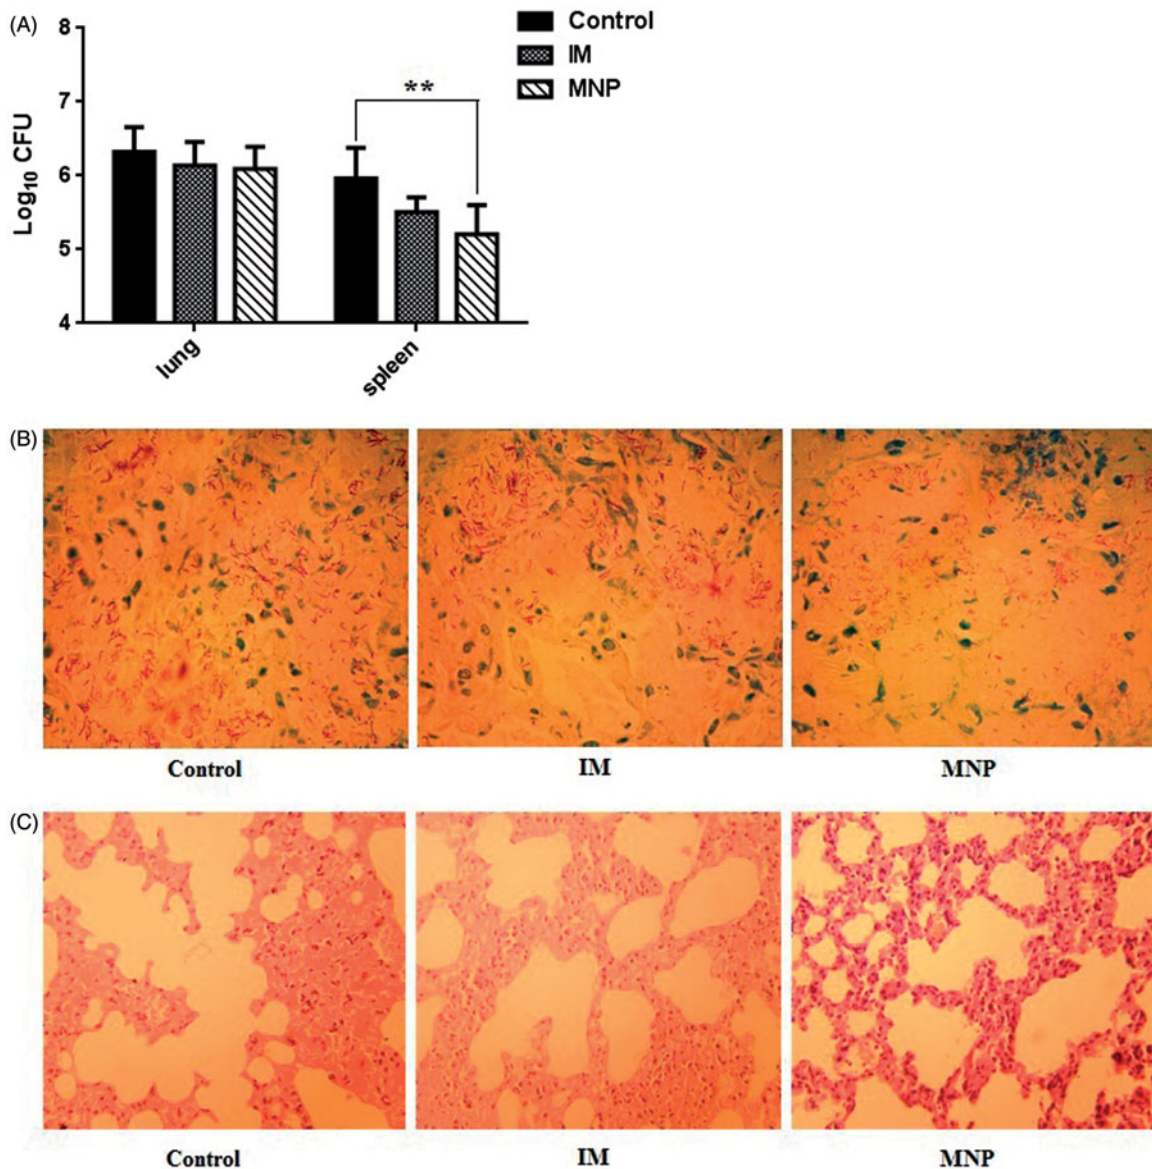 (A)
8
7
6
5
4
Log10 CFU
Control
IM
MNP
**
lung
spleen
(B)
Control
IM
MNP
(C)
Control
IM
MNP